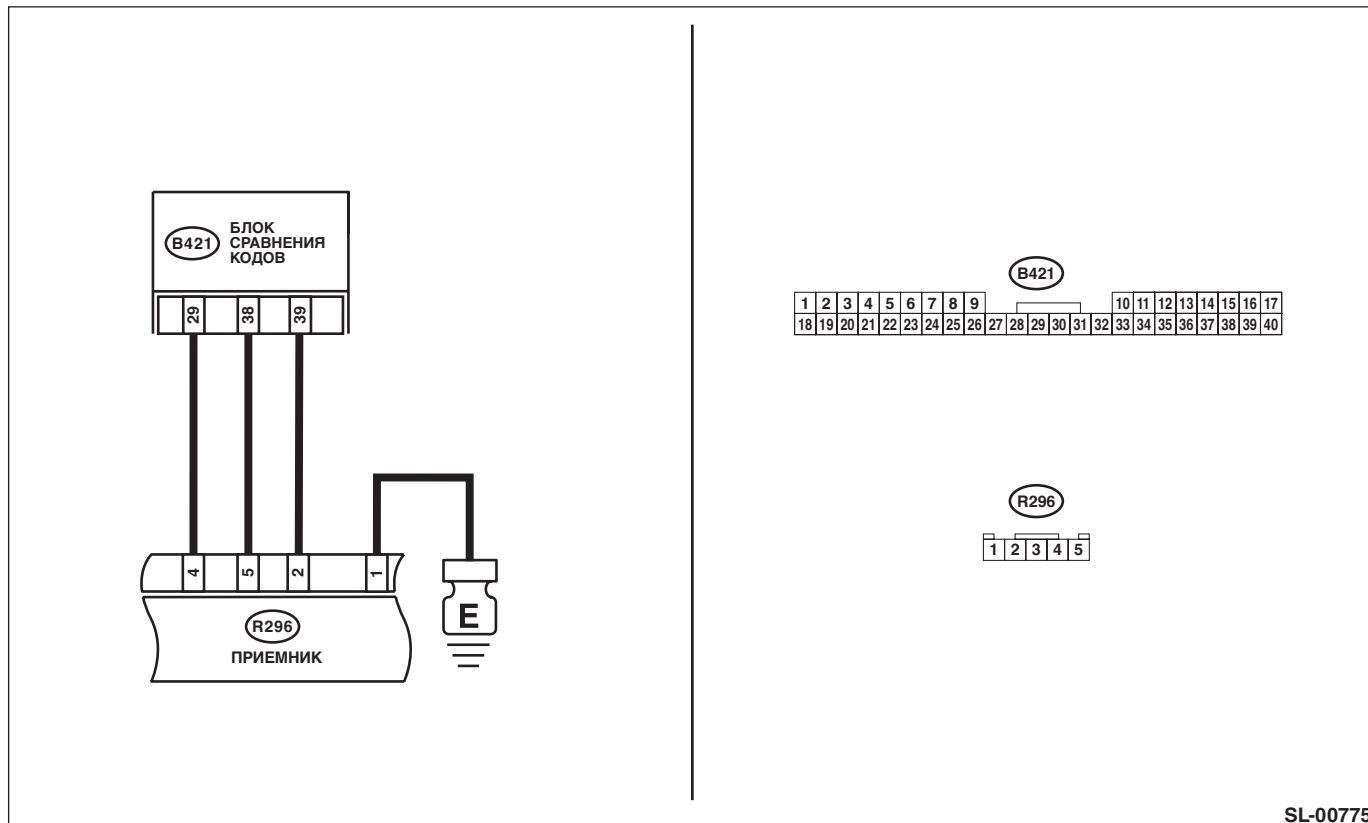 B421
БЛОК
СРАВНЕНИЯ
КОДОВ
29 38 39
4 5 2 1
E
R296
ПРИЕМНИК
B421
1 2 3 4 5 6 7 8 9 10 11 12 13 14 15 16 17
18 19 20 21 22 23 24 25 26 27 28 29 30 31 32 33 34 35 36 37 38 39 40
R296
1 2 3 4 5
SL-00775